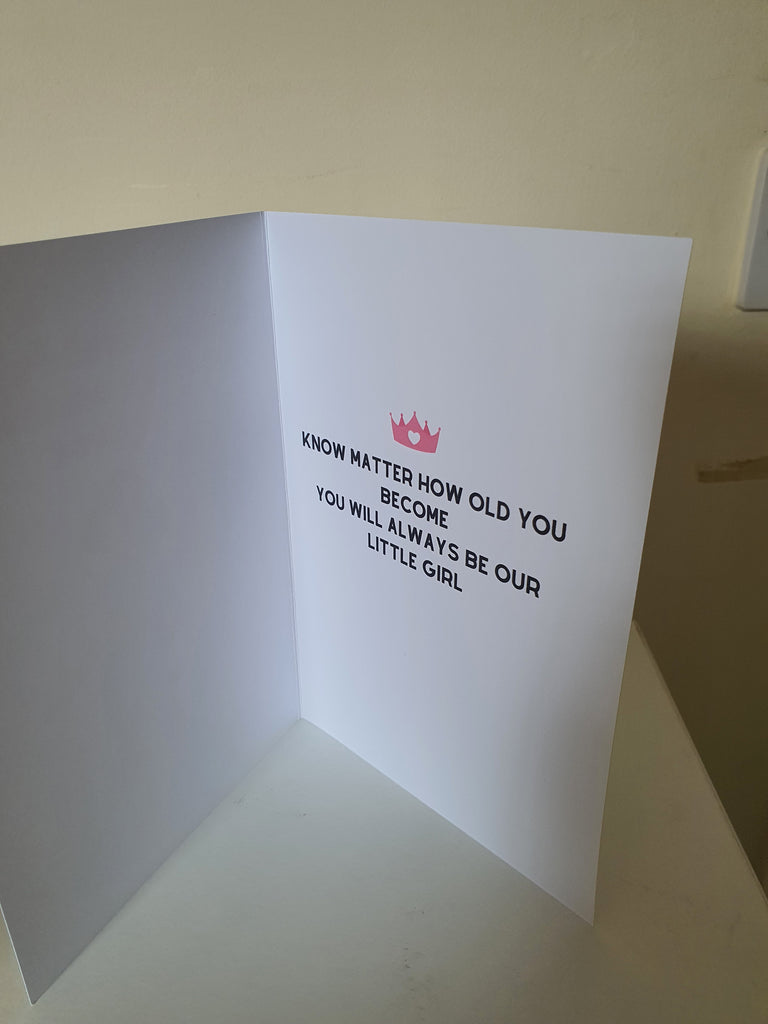 KNOW MATTER HOW OLD YOU
BECOME
YOU WILL ALWAYS BE OUR
LITTLE GIRL